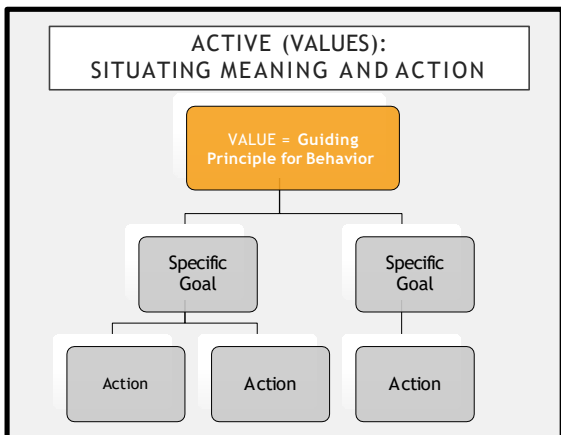 ACTIVE (VALUES):
SITUATING MEANING AND ACTION
VALUE = Guiding
Principle for Behavior
Specific
Goal
Specific
Goal
Action
Action
Action